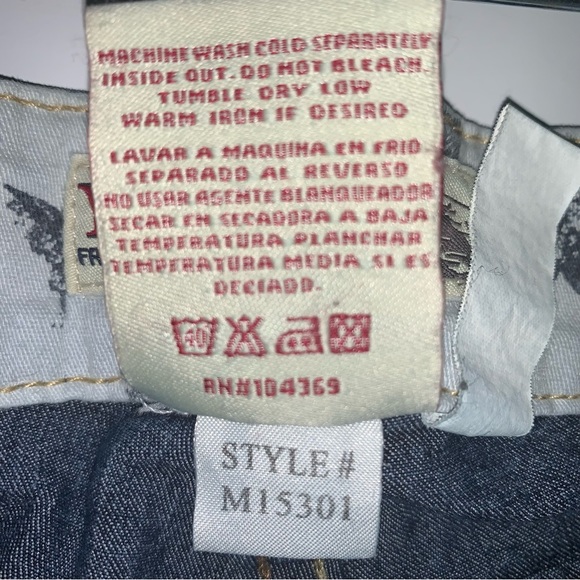 MACHINE WASH COLD SEPARATELY
INSIDE OUT. DO NOT BLEACH.
TUMBLE DRY LOW
WARM IRON IF DESIRED
LAVAR A MAQUINA EN FRIO
SEPARADO AL REVERSO
NO USAR AGENTE BLANQUEADOR
SECAR EN SECADORA A BAJA
TEMPERATURA PLANCHAR
TEMPERATURA MEDIA SI ES
DECIADO.
40
RN#104369
STYLE #
M15301